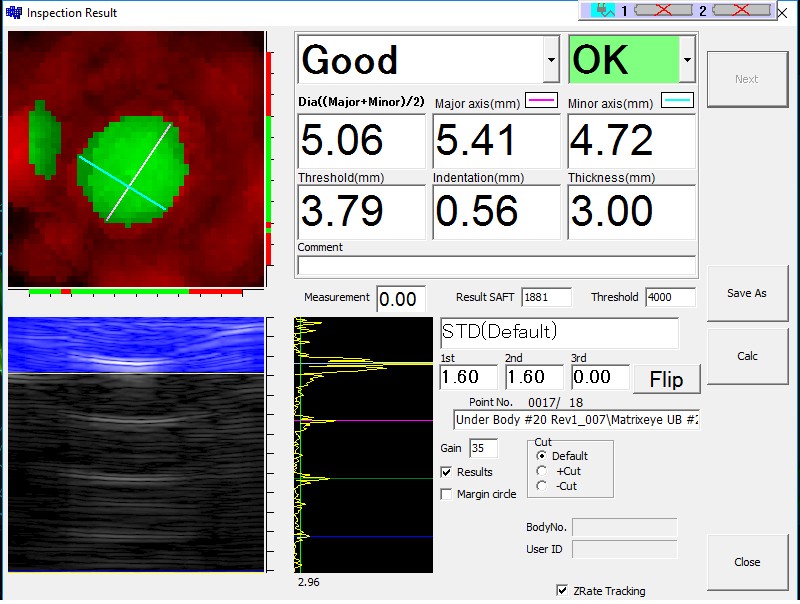 Inspection Result
1 2
Good OK
Next
Dia((Major+Minor)/2) Major axis(mm) Minor axis(mm)
5.06 5.41 4.72
Threshold(mm) Indentation(mm) Thickness(mm)
3.79 0.56 3.00
Comment
Measurement 0.00 Result SAFT 1881 Threshold 4000
Save As
STD(Default)
Calc
1st 2nd 3rd
1.60 1.60 0.00 Flip
Point No. 0017/ 18
Under Body #20 Rev1_007\Matrixeye UB #2
Gain 35
Cut
Default
Results
+Cut
-Cut
Margin circle
BodyNo.
User ID
Close
2.96
ZRate Tracking